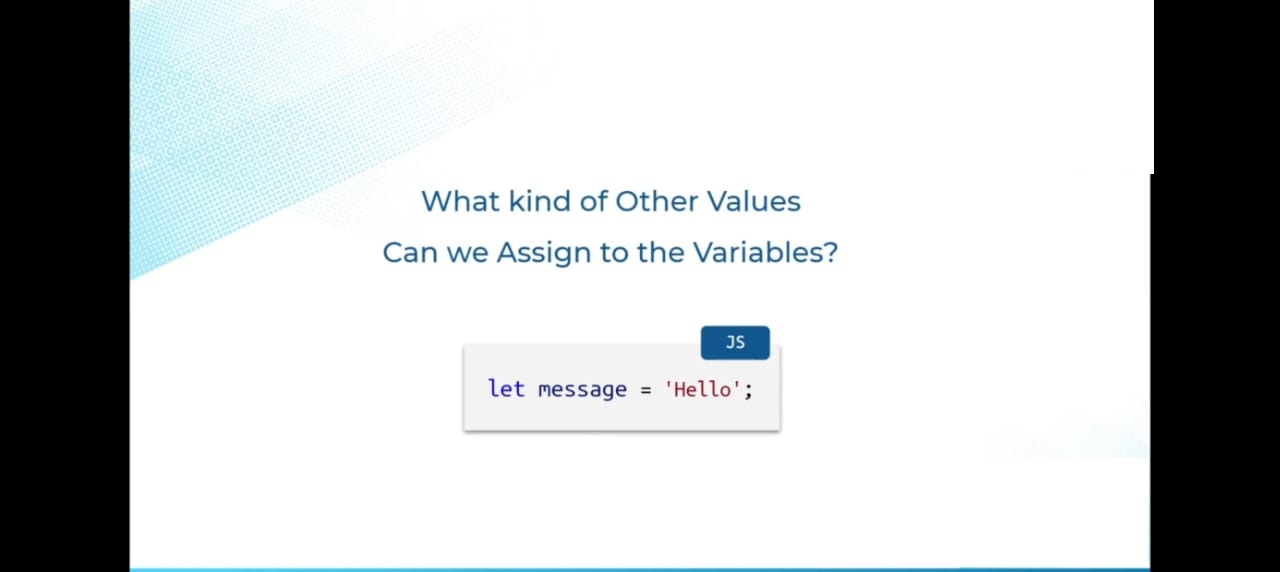 What kind of Other Values
Can we Assign to the Variables?
JS
let message = 'Hello';